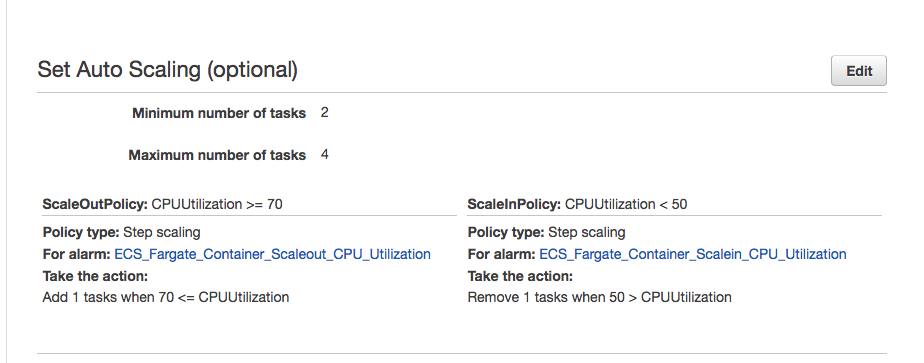 Set Auto Scaling (optional)
Edit
Minimum number of tasks 2
Maximum number of tasks 4
ScaleOutPolicy: CPUUtilization >= 70
Policy type: Step scaling
For alarm: ECS_Fargate_Container_Scaleout_CPU_Utilization
Take the action:
Add 1 tasks when 70 <= CPUUtilization
ScaleInPolicy: CPUUtilization < 50
Policy type: Step scaling
For alarm: ECS_Fargate_Container_Scalein_CPU_Utilization
Take the action:
Remove 1 tasks when 50 > CPUUtilization